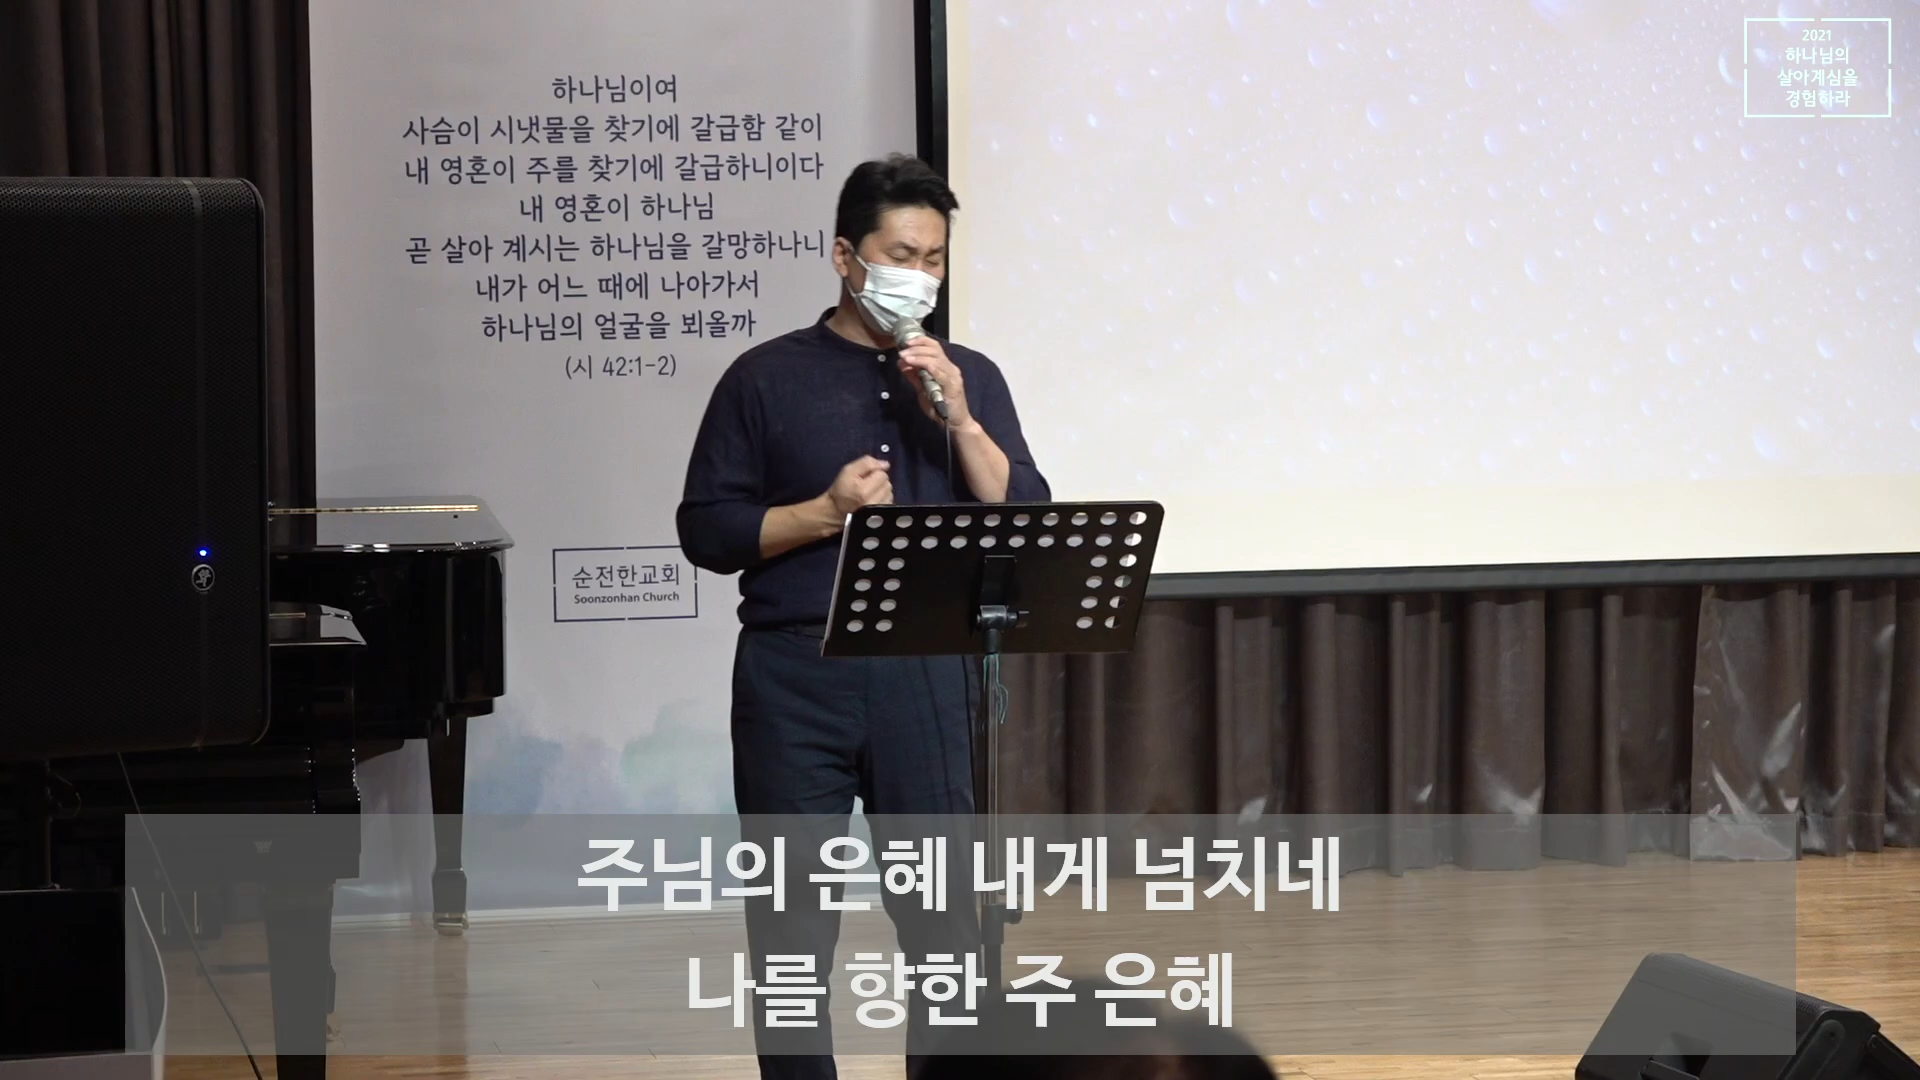 하나님이여
사슴이 시냇물을 찾기에 갈급함 같이
내 영혼이 주를 찾기에 갈급하니이다
내 영혼이 하나님
곧 살아 계시는 하나님을 갈망하나니
내가 어느 때에 나아가서
하나님의 얼굴을 뵈올까
(시 42:1-2)
순전한교회
Soonzonhan Church
2021
하나님의
살아계심을
경험하라
주님의 은혜 내게 넘치네
나를 향한 주 은혜